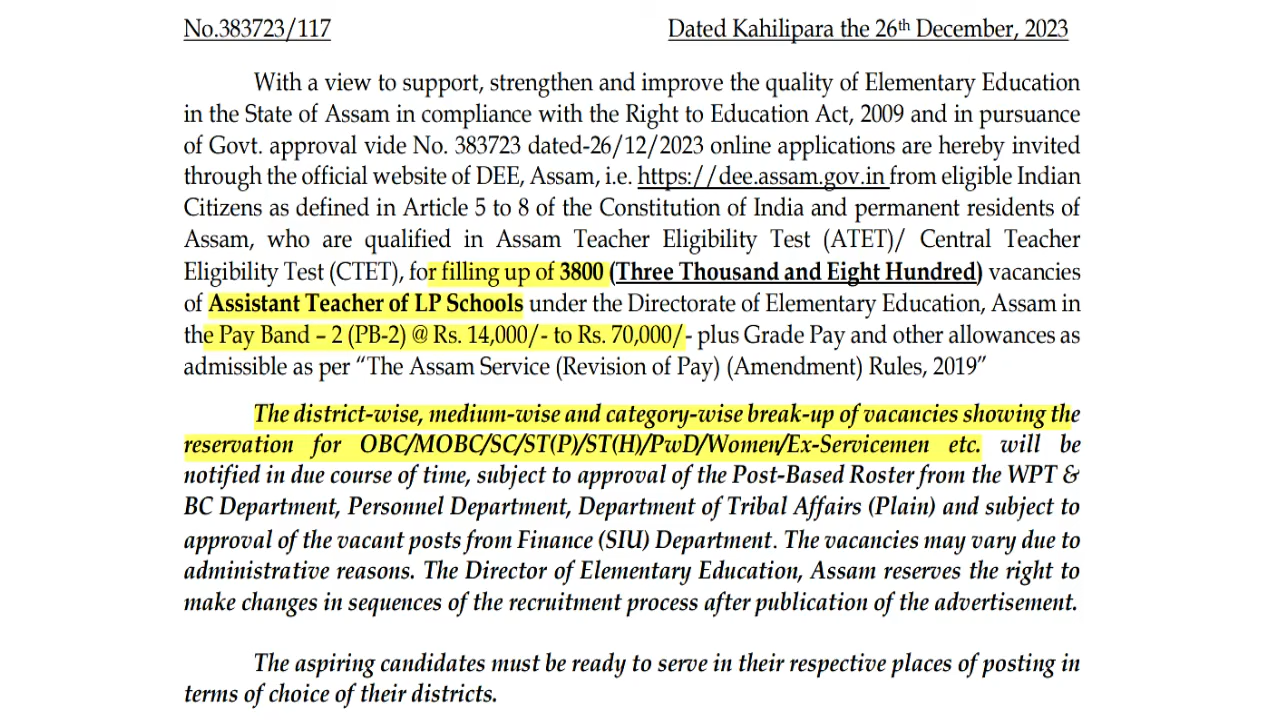 No.383723/117 Dated Kahilipara the 26th December, 2023
With a view to support, strengthen and improve the quality of Elementary Education
in the State of Assam in compliance with the Right to Education Act, 2009 and in pursuance
of Govt. approval vide No. 383723 dated-26/12/2023 online applications are hereby invited
through the official website of DEE, Assam, i.e. https://dee.assam.gov.in from eligible Indian
Citizens as defined in Article 5 to 8 of the Constitution of India and permanent residents of
Assam, who are qualified in Assam Teacher Eligibility Test (ATET)/ Central Teacher
Eligibility Test (CTET), for filling up of 3800 (Three Thousand and Eight Hundred) vacancies
of Assistant Teacher of LP Schools under the Directorate of Elementary Education, Assam in
the Pay Band – 2 (PB-2) @ Rs. 14,000/- to Rs. 70,000/- plus Grade Pay and other allowances as
admissible as per “The Assam Service (Revision of Pay) (Amendment) Rules, 2019”
The district-wise, medium-wise and category-wise break-up of vacancies showing the
reservation for OBC/MOBC/SC/ST(P)/ST(H)/PwD/Women/Ex-Servicemen etc. will be
notified in due course of time, subject to approval of the Post-Based Roster from the WPT &
BC Department, Personnel Department, Department of Tribal Affairs (Plain) and subject to
approval of the vacant posts from Finance (SIU) Department. The vacancies may vary due to
administrative reasons. The Director of Elementary Education, Assam reserves the right to
make changes in sequences of the recruitment process after publication of the advertisement.
The aspiring candidates must be ready to serve in their respective places of posting in
terms of choice of their districts.